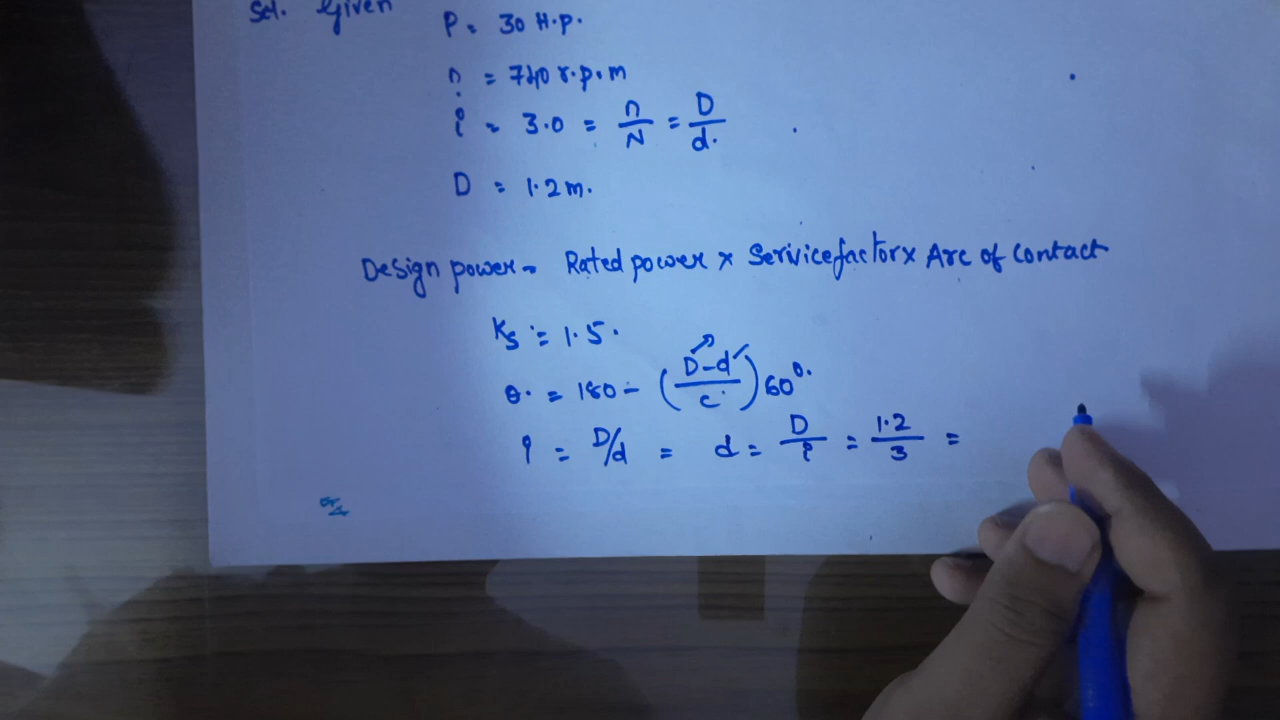 Sol. Given
P = 30 H.p.
n = 740 r.p.m
i = 3.0 = n/N = D/d.
D = 1.2 m.
Design power = Rated power × Servicefactor × Arc of contact
Ks = 1.5.
θ. = 180 - (D-d/c) 60°.
i = D/d = d = D/i = 1.2/3 =